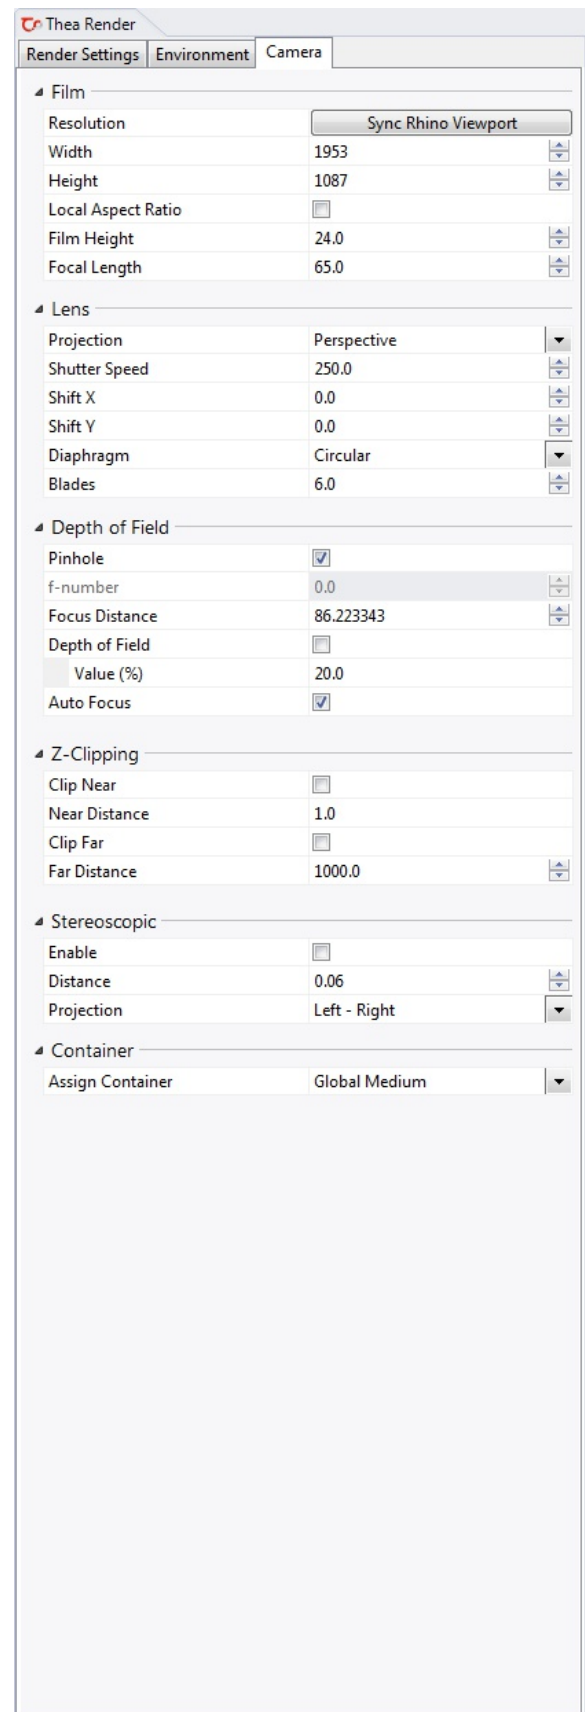 Thea Render
Render Settings Environment Camera
Film
Resolution Sync Rhino Viewport
Width 1953
Height 1087
Local Aspect Ratio
Film Height 24.0
Focal Length 65.0
Lens
Projection Perspective
Shutter Speed 250.0
Shift X 0.0
Shift Y 0.0
Diaphragm Circular
Blades 6.0
Depth of Field
Pinhole
f-number 0.0
Focus Distance 86.223343
Depth of Field
Value (%) 20.0
Auto Focus
Z-Clipping
Clip Near
Near Distance 1.0
Clip Far
Far Distance 1000.0
Stereoscopic
Enable
Distance 0.06
Projection Left - Right
Container
Assign Container Global Medium